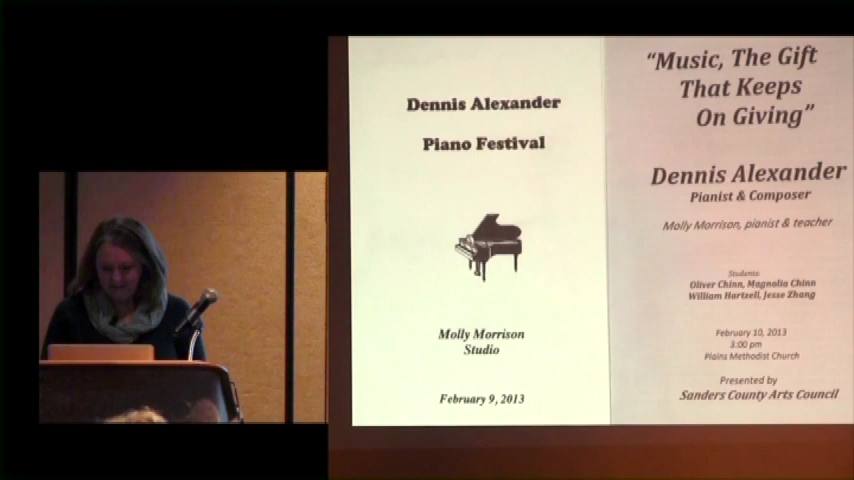 Dennis Alexander
Piano Festival
Molly Morrison
Studio
February 9, 2013
“Music, The Gift
That Keeps
On Giving”
Dennis Alexander
Pianist & Composer
Molly Morrison, pianist & teacher
Students:
Oliver Chinn, Magnolia Chinn
William Hartzell, Jesse Zhang
February 10, 2013
3:00 pm
Plains Methodist Church
Presented by
Sanders County Arts Council